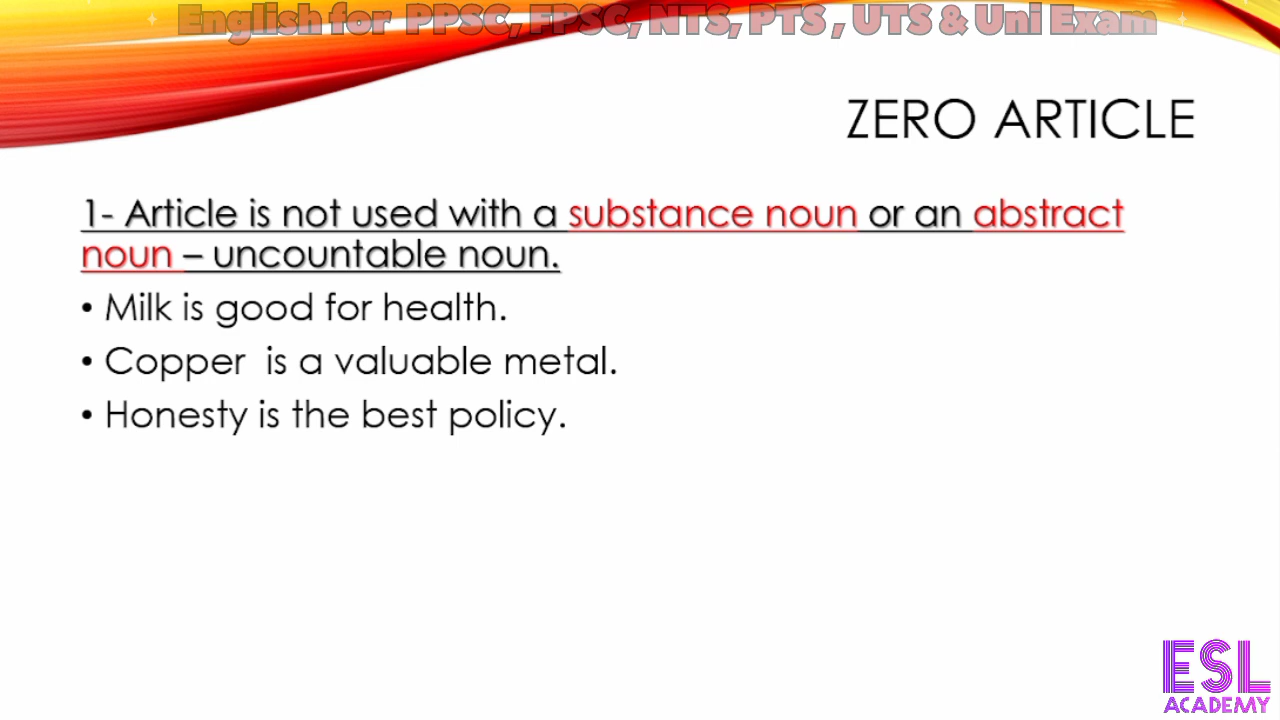 English for PPSC, FPSC, NTS, PTS , UTS & Uni Exam
ZERO ARTICLE
1- Article is not used with a substance noun or an abstract
noun – uncountable noun.
• Milk is good for health.
• Copper  is a valuable metal.
• Honesty is the best policy.
ESL
ACADEMY